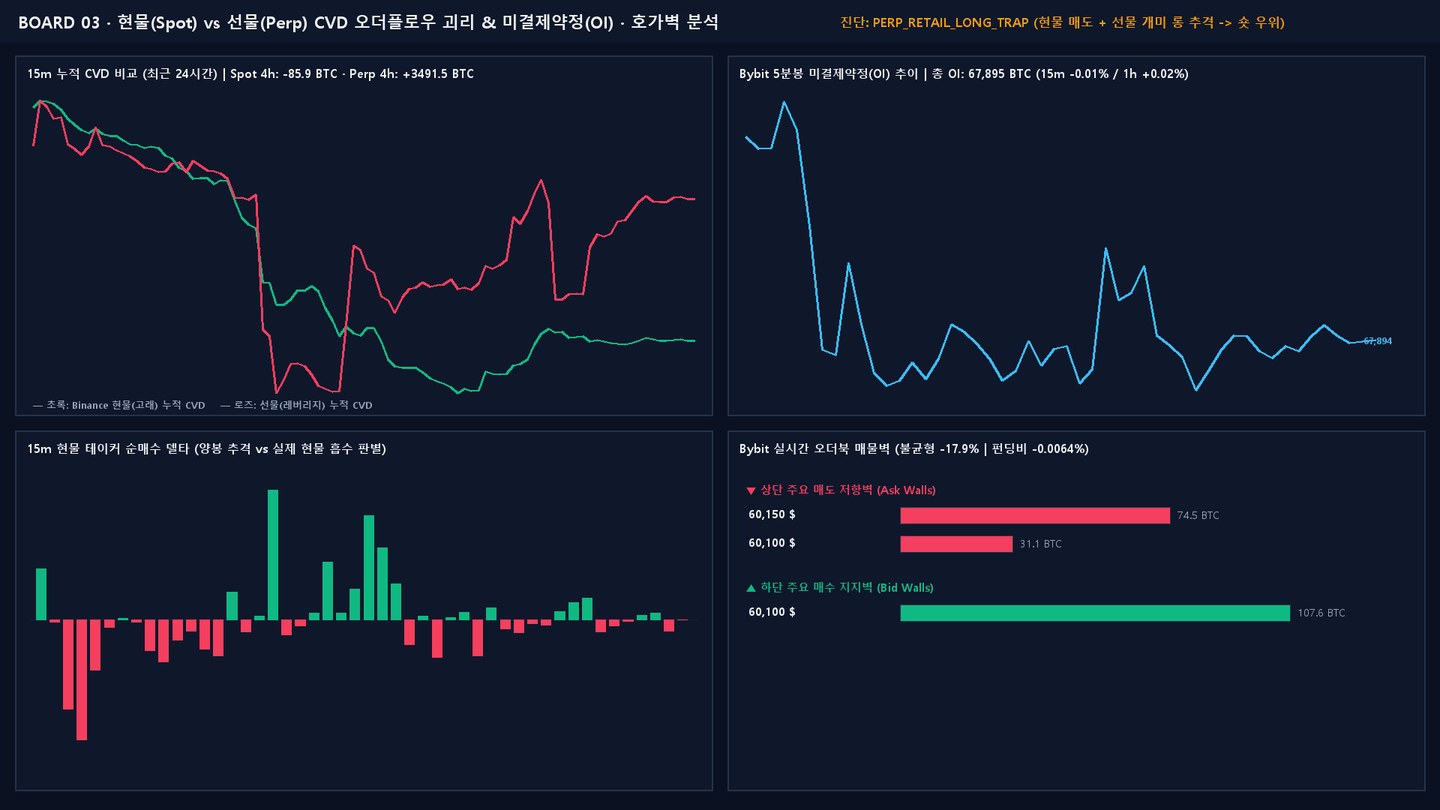 BOARD 03 · 현물(Spot) vs 선물(Perp) CVD 오더플로우 괴리 & 미결제약정(OI) · 호가벽 분석
진단: PERP_RETAIL_LONG_TRAP (현물 매도 + 선물 개미 롱 추격 -> 숏 우위)
15m 누적 CVD 비교 (최근 24시간) | Spot 4h: -85.9 BTC · Perp 4h: +3491.5 BTC
— 초록: Binance 현물(고래) 누적 CVD
— 로즈: 선물(레버리지) 누적 CVD
Bybit 5분봉 미결제약정(OI) 추이 | 총 OI: 67,895 BTC (15m -0.01% / 1h +0.02%)
67,894
15m 현물 테이커 순매수 델타 (양봉 추격 vs 실제 현물 흡수 판별)
Bybit 실시간 오더북 매물벽 (불균형 -17.9% | 펀딩비 -0.0064%)
▼ 상단 주요 매도 저항벽 (Ask Walls)
60,150 $ 74.5 BTC
60,100 $ 31.1 BTC
▲ 하단 주요 매수 지지벽 (Bid Walls)
60,100 $ 107.6 BTC